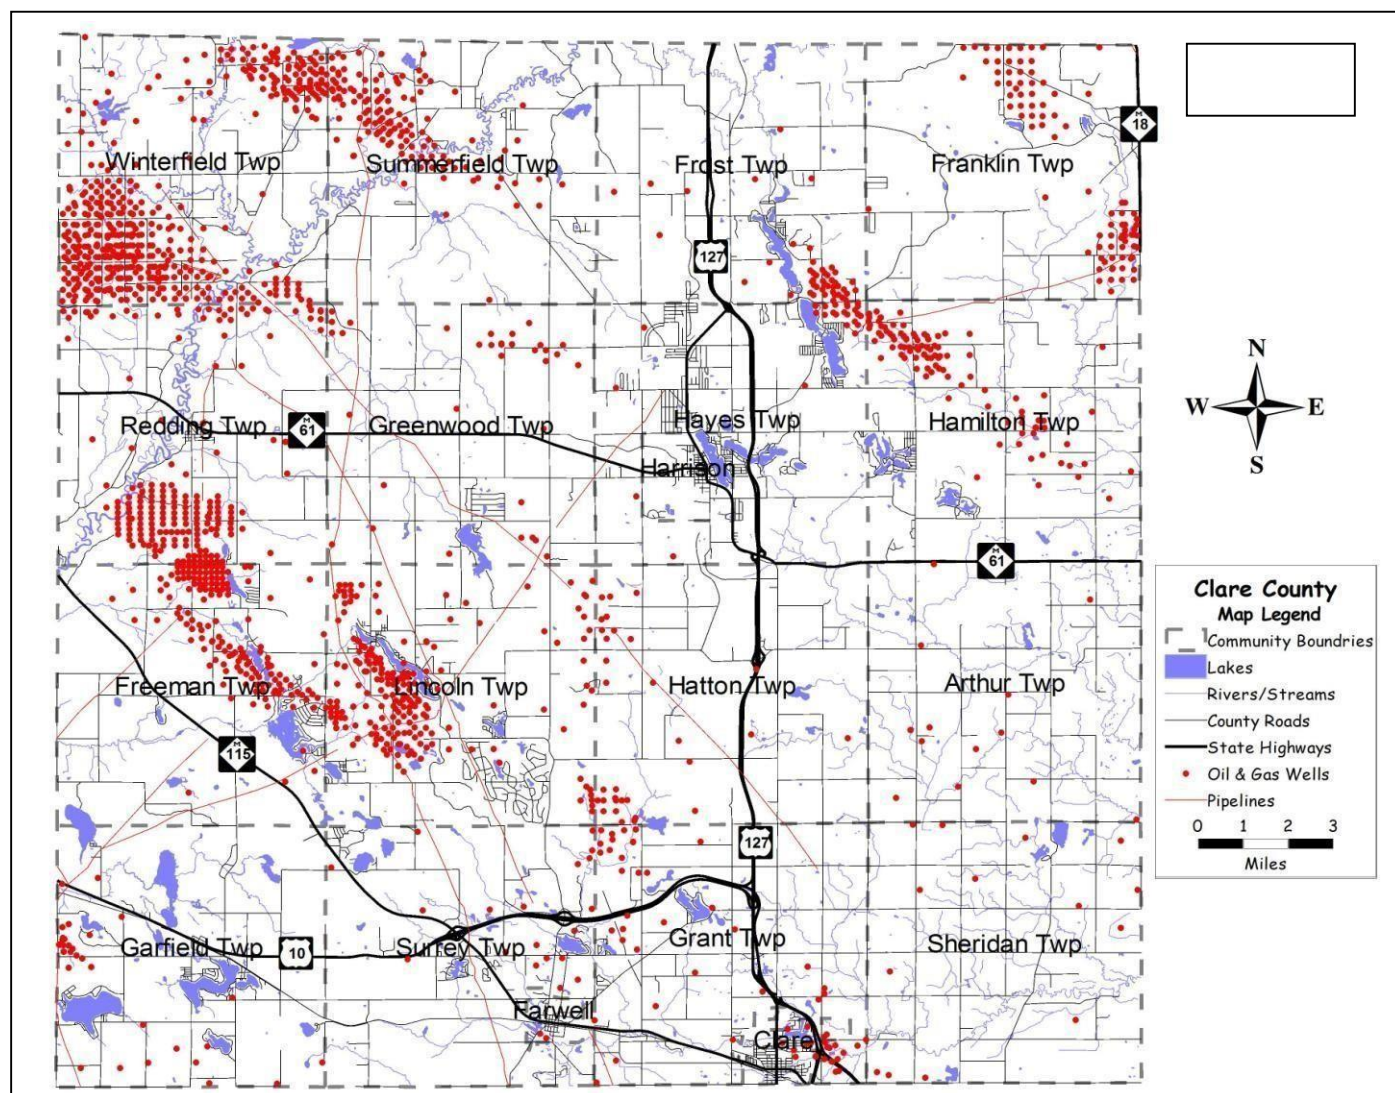 M
18
Winterfield Twp
Summerfield Twp
Frost Twp
Franklin Twp
127
N
W
E
S
Redding Twp
M
61
Greenwood Twp
Hayes Twp
Hamilton Twp
Harrison
M
61
Clare County
Map Legend
Community Boundries
Lakes
Rivers/Streams
County Roads
State Highways
Oil & Gas Wells
Pipelines
0 1 2 3
Miles
Freeman Twp
Lincoln Twp
Hatton Twp
Arthur Twp
M
115
127
Garfield Twp
10
Surrey Twp
Grant Twp
Sheridan Twp
Farwell
Clare